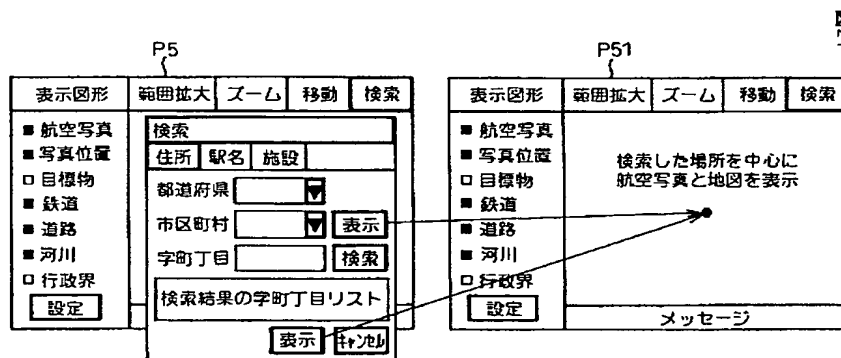 P5
表示図形 範囲拡大 ズーム 移動 検索
■ 航空写真
■ 写真位置
□ 目標物
■ 鉄道
■ 道路
■ 河川
□ 行政界
設定
検索
住所 駅名 施設
都道府県 ▼
市区町村 ▼ 表示
字町丁目 検索
検索結果の字町丁目リスト
表示 キャンセル
P51
表示図形 範囲拡大 ズーム 移動 検索
■ 航空写真
■ 写真位置
□ 目標物
■ 鉄道
■ 道路
■ 河川
□ 行政界
設定
検索した場所を中心に
航空写真と地図を表示
メッセージ